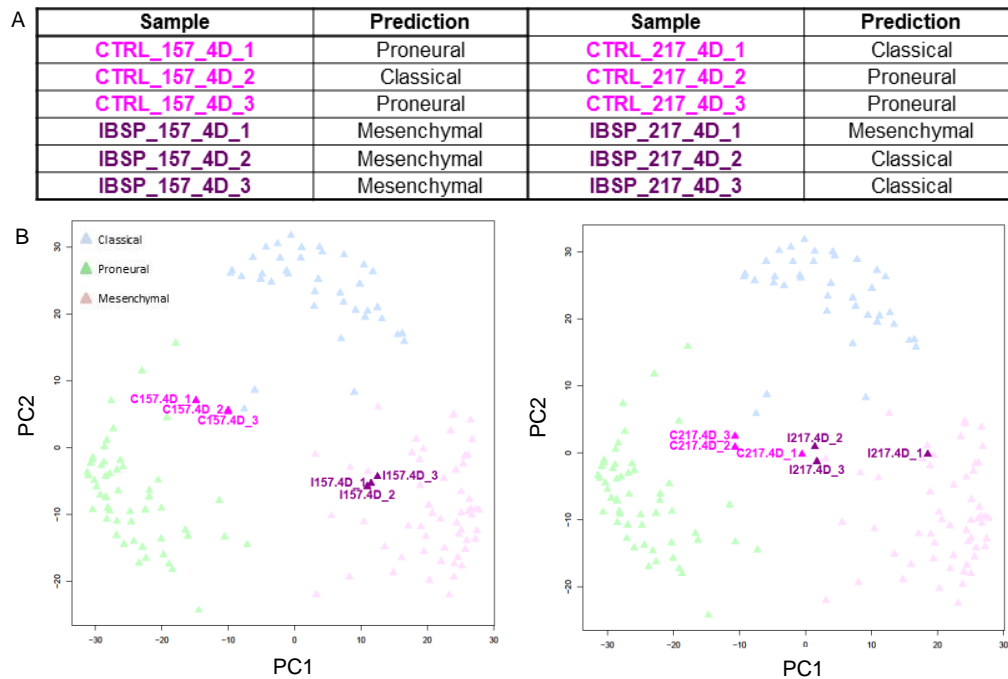 A
Sample Prediction Sample Prediction
CTRL_157_4D_1 Proneural CTRL_217_4D_1 Classical
CTRL_157_4D_2 Classical CTRL_217_4D_2 Proneural
CTRL_157_4D_3 Proneural CTRL_217_4D_3 Proneural
IBSP_157_4D_1 Mesenchymal IBSP_217_4D_1 Mesenchymal
IBSP_157_4D_2 Mesenchymal IBSP_217_4D_2 Classical
IBSP_157_4D_3 Mesenchymal IBSP_217_4D_3 Classical
B
Classical
Proneural
Mesenchymal
30
20
10
0
−10
−20
PC2
C157.4D_1
C157.4D_2
C157.4D_3
I157.4D_3
I157.4D_1
I157.4D_2
−30 −20 −10 0 10 20 30
PC1
30
20
10
0
−10
−20
PC2
C217.4D_3
C217.4D_2
C217.4D_1
I217.4D_2
I217.4D_3
I217.4D_1
−30 −20 −10 0 10 20 30
PC1